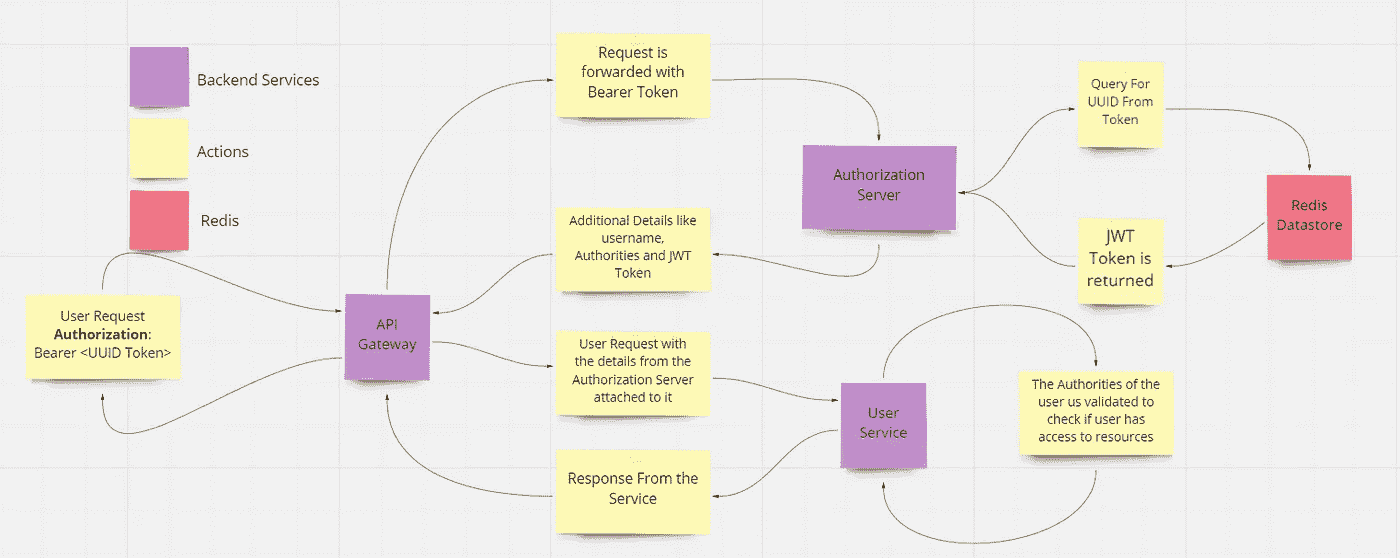 Backend Services
Actions
Redis
User Request
Authorization:
Bearer <UUID Token>
API
Gateway
Request is
forwarded with
Bearer Token
Authorization
Server
Query For
UUID From
Token
Redis
Datastore
JWT
Token is
returned
Additional Details like
username,
Authorities and JWT
Token
User Request with
the details from the
Authorization Server
attached to it
User
Service
The Authorities of the
user us validated to
check if user has
access to resources
Response From the
Service